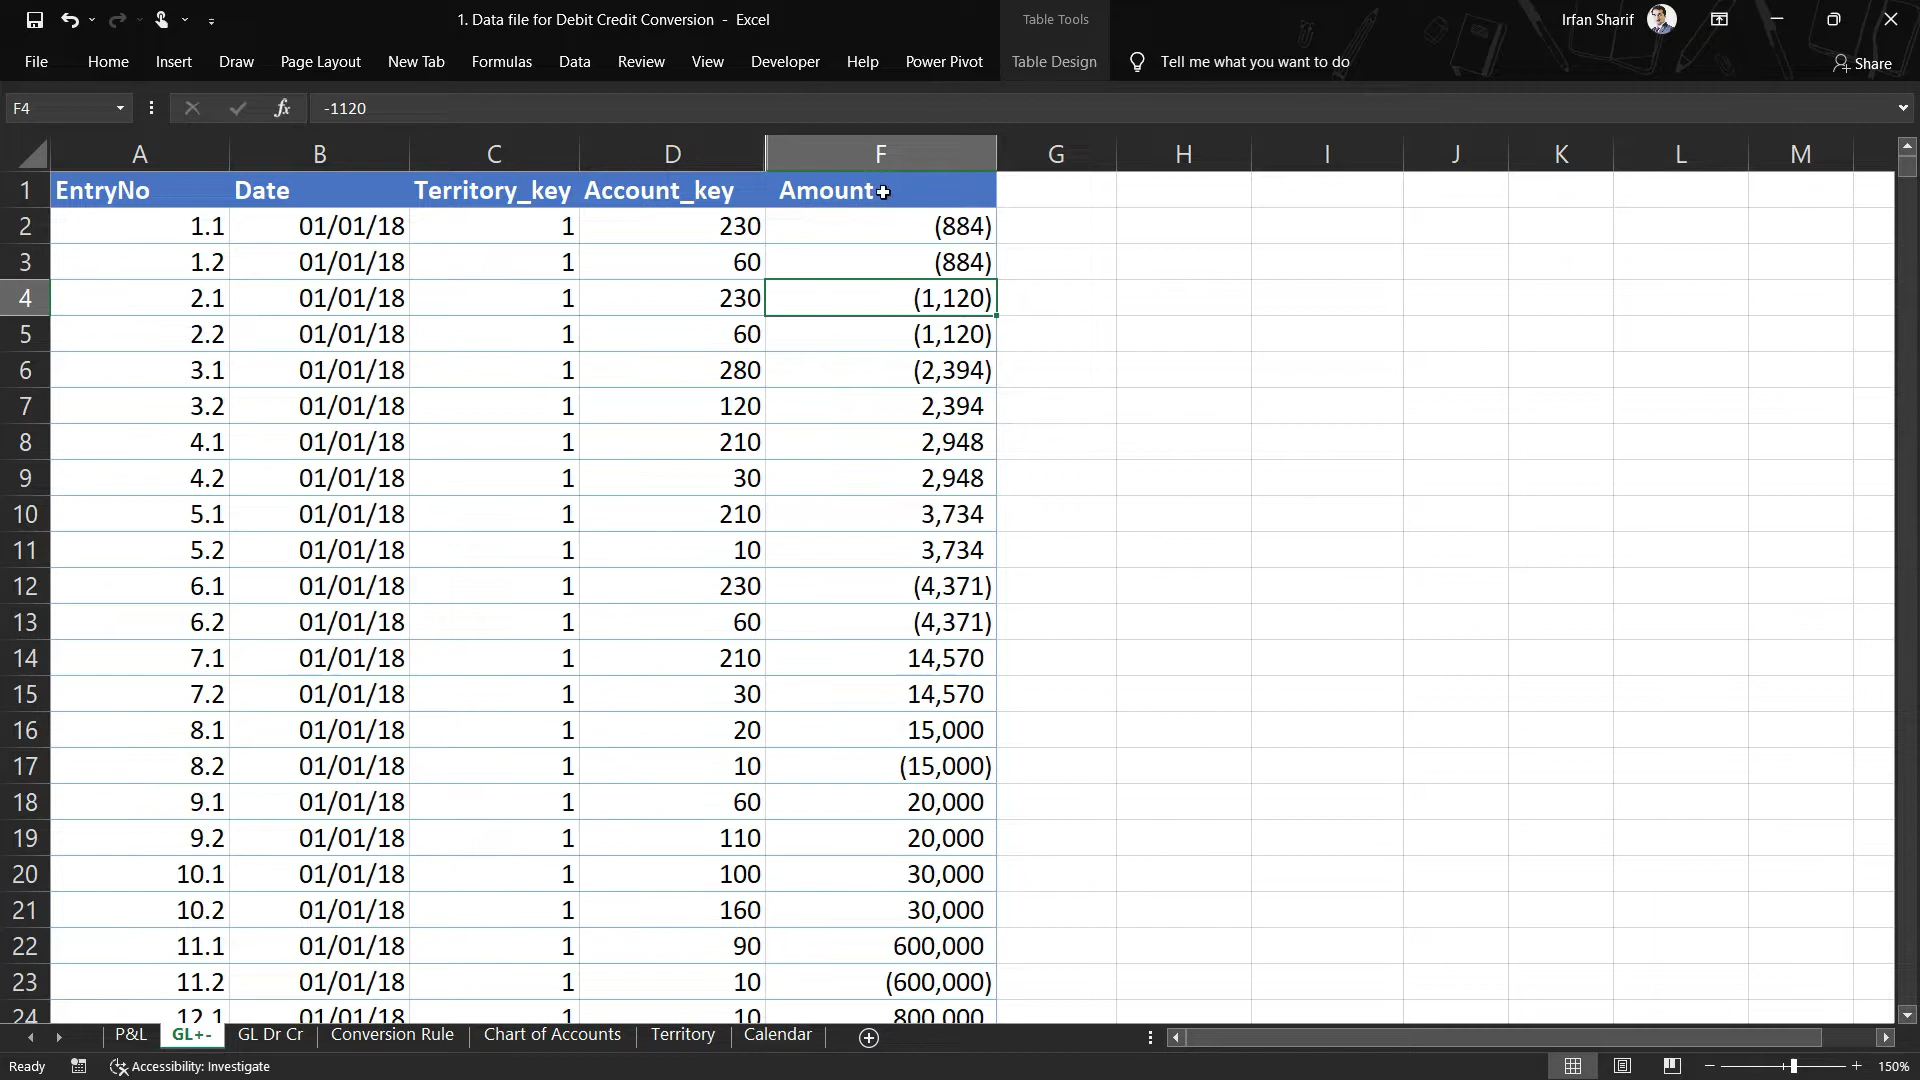 1. Data file for Debit Credit Conversion - Excel
Table Tools
Irfan Sharif
File Home Insert Draw Page Layout New Tab Formulas Data Review View Developer Help Power Pivot Table Design Tell me what you want to do Share
F4 fx -1120
A B C D F G H I J K L M
1 EntryNo Date Territory_key Account_key Amount
2 1.1 01/01/18 1 230 (884)
3 1.2 01/01/18 1 60 (884)
4 2.1 01/01/18 1 230 (1,120)
5 2.2 01/01/18 1 60 (1,120)
6 3.1 01/01/18 1 280 (2,394)
7 3.2 01/01/18 1 120 2,394
8 4.1 01/01/18 1 210 2,948
9 4.2 01/01/18 1 30 2,948
10 5.1 01/01/18 1 210 3,734
11 5.2 01/01/18 1 10 3,734
12 6.1 01/01/18 1 230 (4,371)
13 6.2 01/01/18 1 60 (4,371)
14 7.1 01/01/18 1 210 14,570
15 7.2 01/01/18 1 30 14,570
16 8.1 01/01/18 1 20 15,000
17 8.2 01/01/18 1 10 (15,000)
18 9.1 01/01/18 1 60 20,000
19 9.2 01/01/18 1 110 20,000
20 10.1 01/01/18 1 100 30,000
21 10.2 01/01/18 1 160 30,000
22 11.1 01/01/18 1 90 600,000
23 11.2 01/01/18 1 10 (600,000)
24 12.1 01/01/18 1 10 800,000
P&L GL+- GL Dr Cr Conversion Rule Chart of Accounts Territory Calendar
Ready Accessibility: Investigate 150%